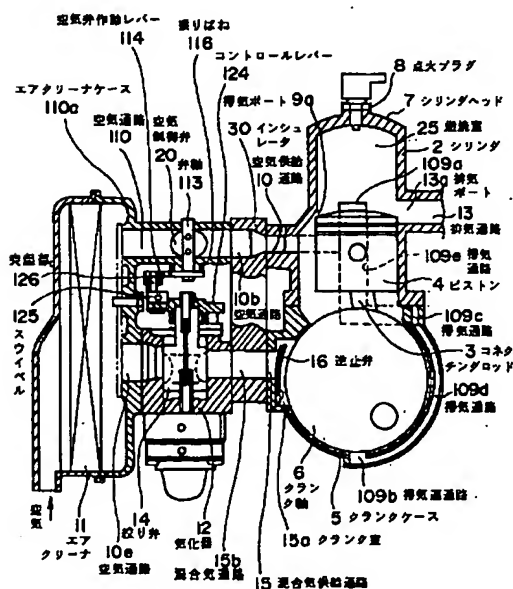 空気弁作動レバー
114
捩りばね
116
コントロールレバー
124
エアクリーナケース
110a
空気通路
110
空気
制御弁
20
弁軸
113
30 インシュ
レータ
空気供給
10 通路
9a
8 点火プラグ
7 シリンダヘッド
25 燃焼室
2 シリンダ
109a
13a 排気
ポート
13
排気通路
109e 掃気
通路
4 ピストン
109c
掃気通路
3 コネク
チングロッド
109d
掃気通路
突起部
126
125
スウイベル
10b 空気通路
16 逆止弁
空気
11
エア
クリーナ
10e
空気通路
14
絞り弁
12
気化器
15b
混合気通路
6
クランク軸
109b
5 クランクケース
15a クランク室
15 混合気供給通路